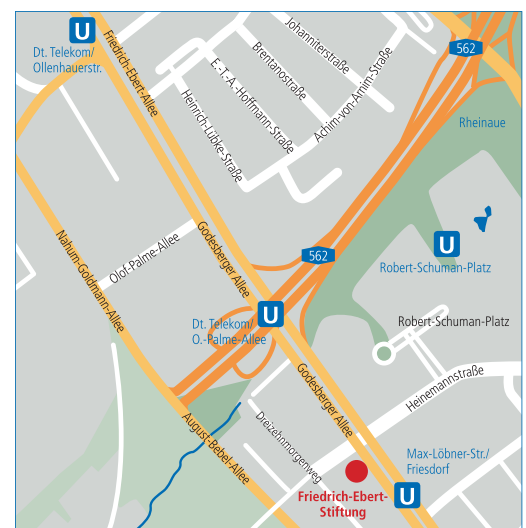 U
Dt. Telekom/
Ollenhauerstr.
Friedrich-Ebert-Allee
Johanniterstraße
Brentanostraße
E.-T.-A.-Hoffmann-Straße
Heinrich-Lübke-Straße
Achim-von-Arnim-Straße
562
Rheinaue
Nahum-Goldmann-Allee
Olof-Palme-Allee
Godesberger Allee
562
U
Robert-Schuman-Platz
Dt. Telekom/
O.-Palme-Allee
U
Robert-Schuman-Platz
Godesberger Allee
Heinemannstraße
August-Bebel-Allee
Dreizehnmorgenweg
Max-Löbner-Str./
Friesdorf
U
Friedrich-Ebert-
Stiftung